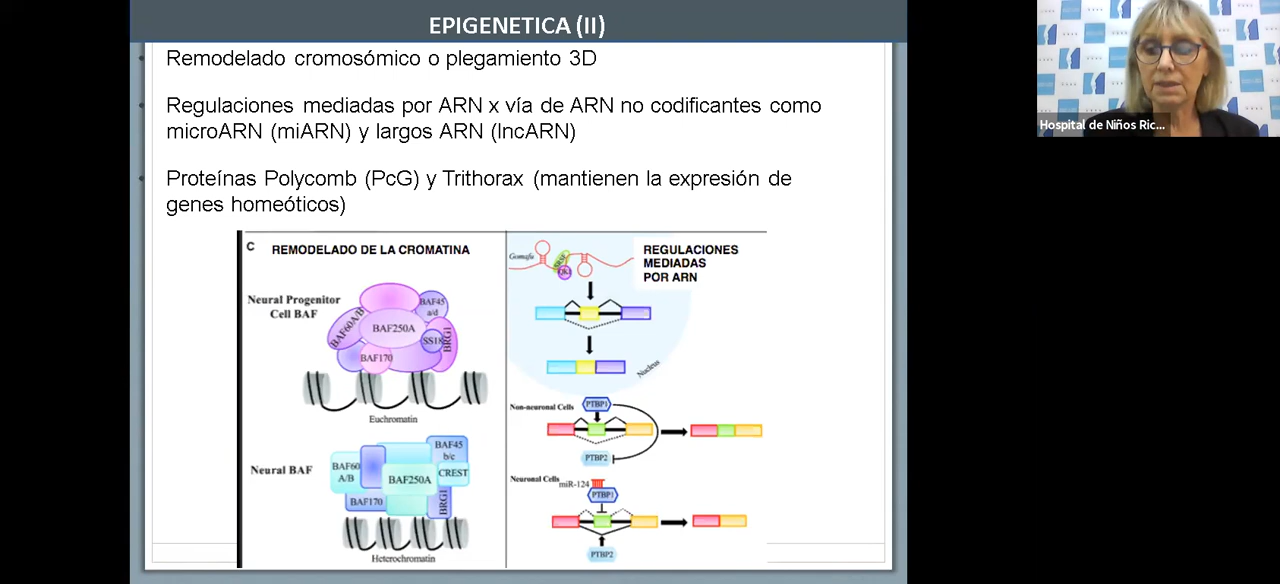 EPIGENETICA (II)
Remodelado cromosómico o plegamiento 3D
Regulaciones mediadas por ARN x vía de ARN no codificantes como
microARN (miARN) y largos ARN (lncARN)
Proteínas Polycomb (PcG) y Trithorax (mantienen la expresión de
genes homeóticos)
C REMODELADO DE LA CROMATINA
Neural Progenitor
Cell BAF
BAF60A/B
BAF250A
BAF45
a/d
SS18
BRG1
BAF170
Euchromatin
Neural BAF
BAF60
A/B
BAF250A
BAF45
b/c
CREST
BAF170
BRG1
Heterochromatin
REGULACIONES
MEDIADAS
POR ARN
Gomafu
Nucleus
Non-neuronal Cells
PTBP1
PTBP2
Neuronal Cells
miR-124
PTBP1
PTBP2
Hospital de Niños Ric...